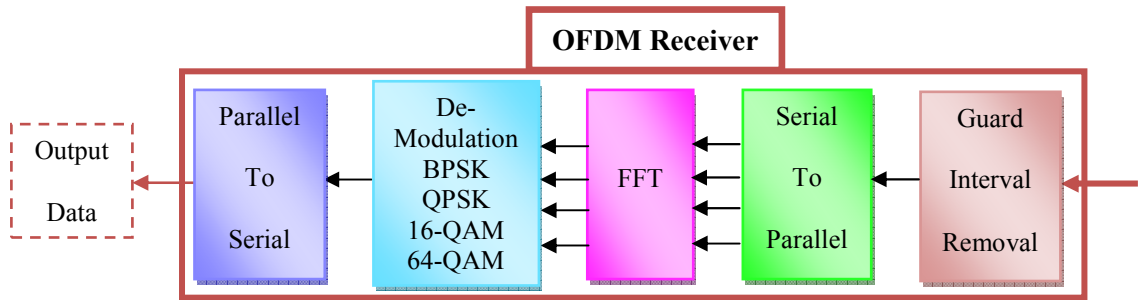 OFDM Receiver
Output
Data
Parallel
To
Serial
De-
Modulation
BPSK
QPSK
16-QAM
64-QAM
FFT
Serial
To
Parallel
Guard
Interval
Removal